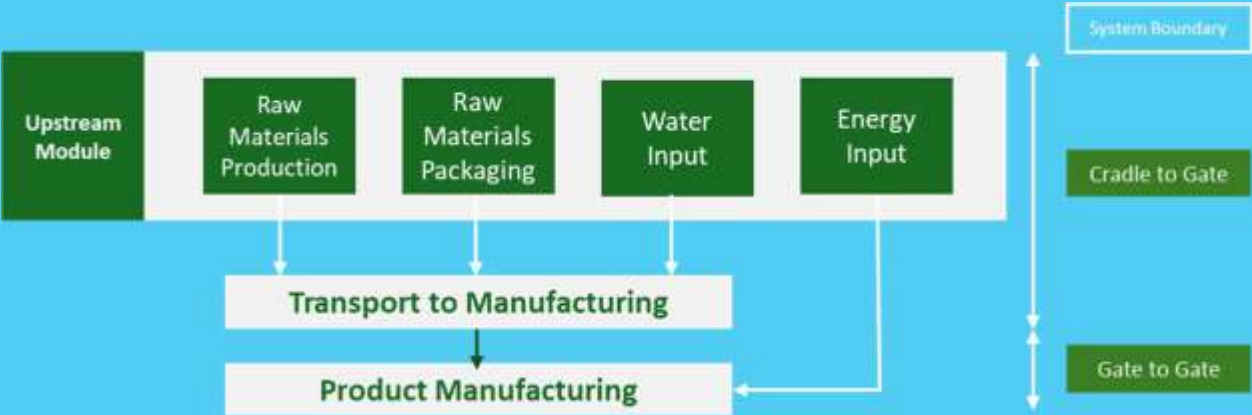 System Boundary
Upstream
Module
Raw
Materials
Production
Raw
Materials
Packaging
Water
Input
Energy
Input
Cradle to Gate
Transport to Manufacturing
Product Manufacturing
Gate to Gate